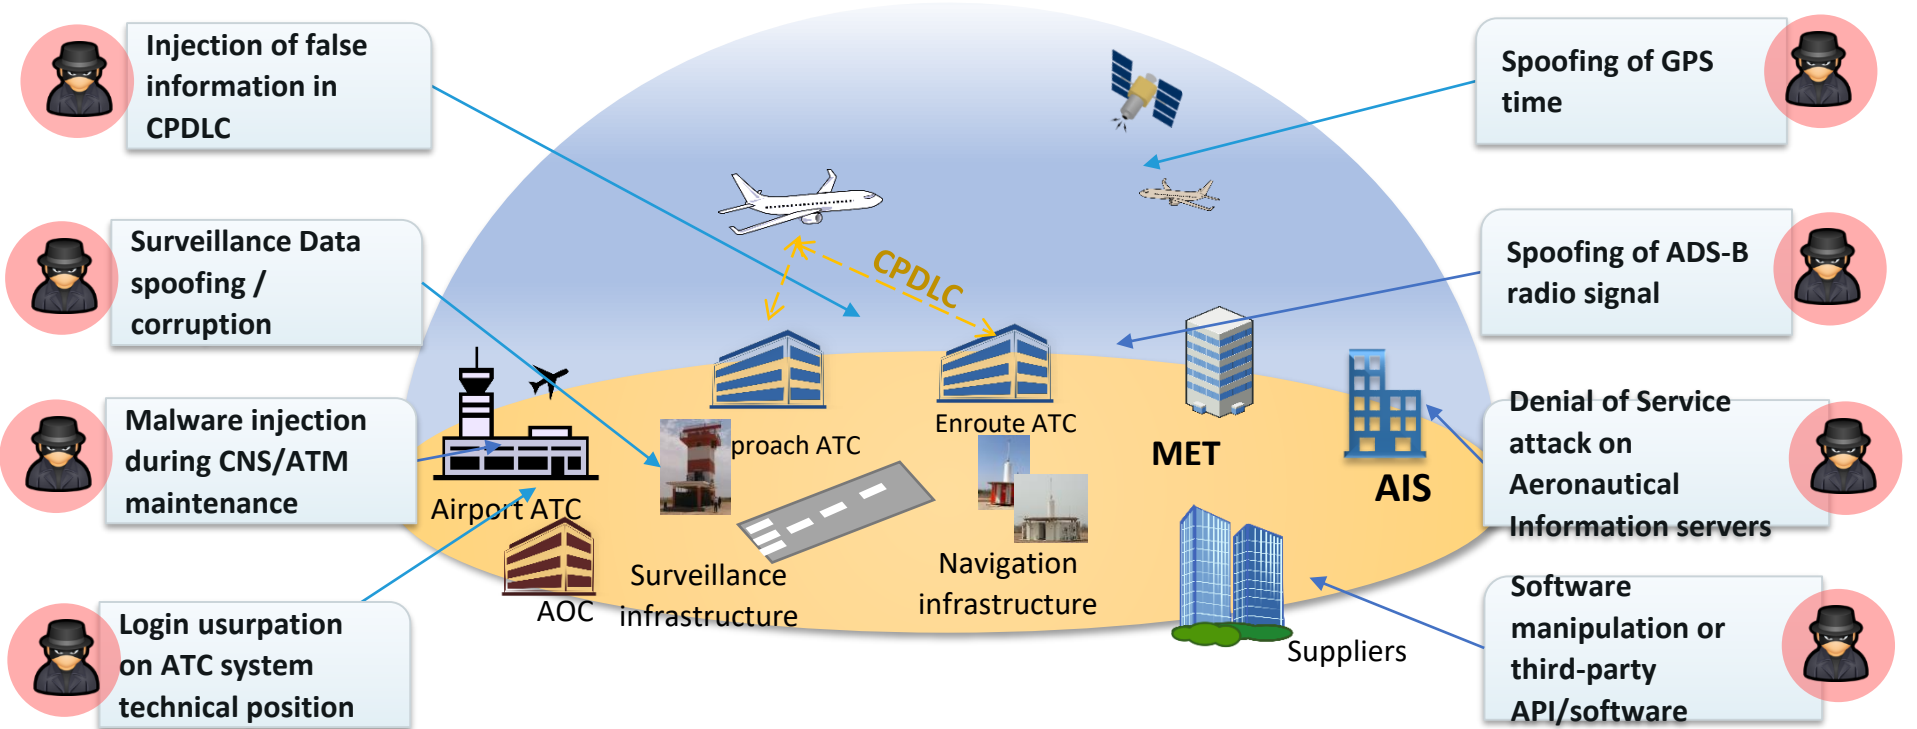 Injection of false
information in
CPDLC
Surveillance Data
spoofing /
corruption
Malware injection
during CNS/ATM
maintenance
Login usurpation
on ATC system
technical position
CPDLC
proach ATC
Enroute ATC
MET
AIS
Airport ATC
AOC
Surveillance
infrastructure
Navigation
infrastructure
Suppliers
Spoofing of GPS
time
Spoofing of ADS-B
radio signal
Denial of Service
attack on
Aeronautical
Information servers
Software
manipulation or
third-party
API/software